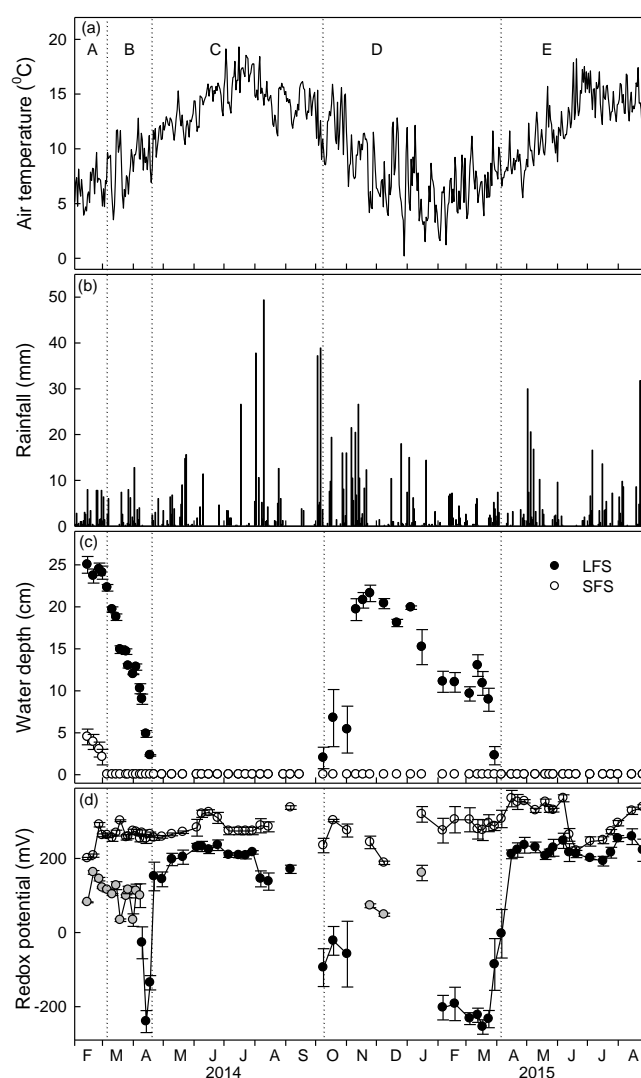 (a)
A B C D E
20
15
10
5
0
Air temperature (⁰C)
(b)
50
40
30
20
10
0
Rainfall (mm)
(c)
25
20
15
10
5
0
Water depth (cm)
LFS
SFS
(d)
200
0
-200
Redox potential (mV)
F M A M J J A S O N D J F M A M J J A
2014 2015